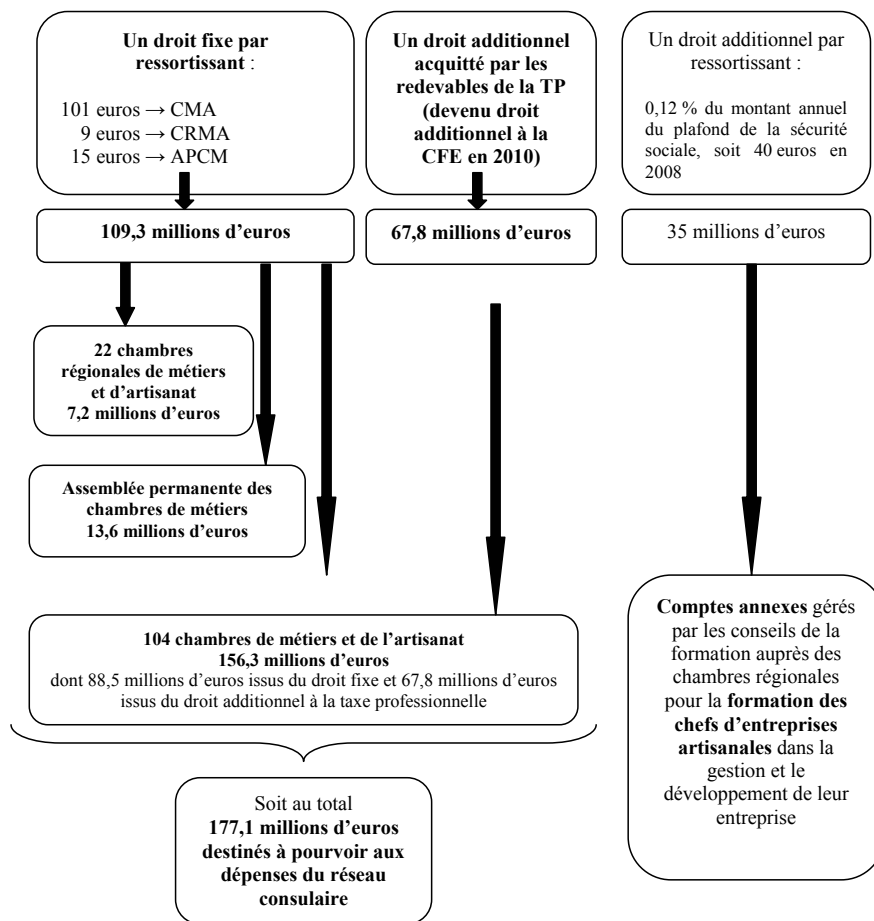 Un droit fixe par
ressortissant :
101 euros → CMA
9 euros → CRMA
15 euros → APCM
Un droit additionnel
acquitté par les
redevables de la TP
(devenu droit
additionnel à la
CFE en 2010)
Un droit additionnel par
ressortissant :
0,12 % du montant annuel
du plafond de la sécurité
sociale, soit 40 euros en
2008
109,3 millions d’euros
67,8 millions d’euros
35 millions d’euros
22 chambres
régionales de métiers
et d’artisanat
7,2 millions d’euros
Assemblée permanente des
chambres de métiers
13,6 millions d’euros
104 chambres de métiers et de l’artisanat
156,3 millions d’euros
dont 88,5 millions d’euros issus du droit fixe et 67,8 millions d’euros
issus du droit additionnel à la taxe professionnelle
Comptes annexes gérés
par les conseils de la
formation auprès des
chambres régionales
pour la formation des
chefs d’entreprises
artisanales dans la
gestion et le
développement de leur
entreprise
Soit au total
177,1 millions d’euros
destinés à pourvoir aux
dépenses du réseau
consulaire